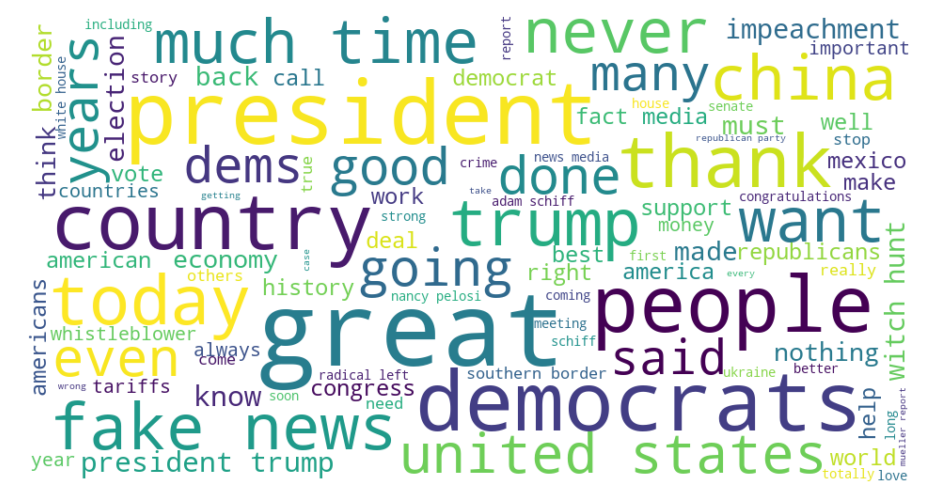 including
much time
report
never
impeachment
important
border
white house
years
election
story
back
call
democrat
many
china
president
fact media
house
senate
must
well
think
vote
dems
true
good
crime
news media
done
republican party
stop
thank
mexico
make
countries
getting
work
take
adam schiff
congratulations
country
strong
trump
support
money
want
american
economy
deal
going
best
made
republicans
others
case
history
right
first
america
every
really
witch hunt
today
nancy pelosi
coming
people
americans
whistleblower
great
meeting
always
come
schiff
said
nothing
even
radical left
southern border
ukraine
better
wrong
tariffs
know
soon
congress
need
democrats
help
long
mueller report
fake news
united states
world
year
president trump
totally
love